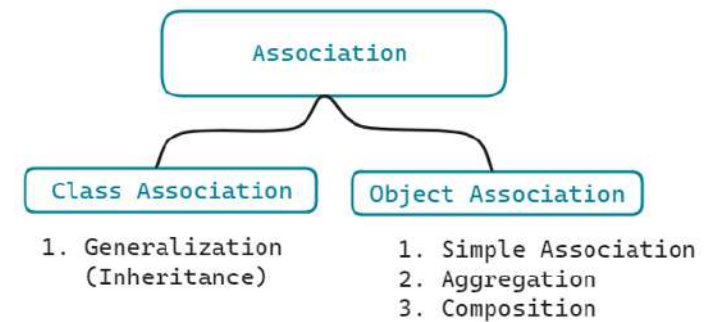 Association
Class Association
Object Association
1. Generalization
(Inheritance)
1. Simple Association
2. Aggregation
3. Composition